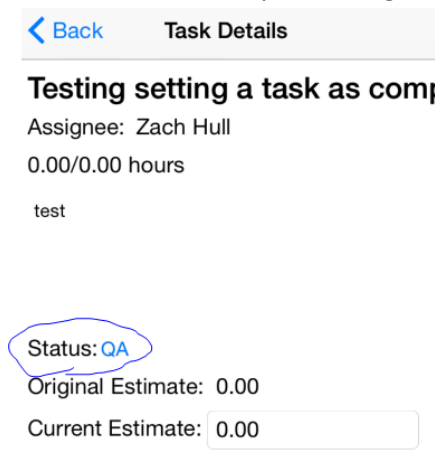 Back Task Details
Testing setting a task as comp
Assignee: Zach Hull
0.00/0.00 hours
test
Status: QA
Original Estimate: 0.00
Current Estimate: 0.00